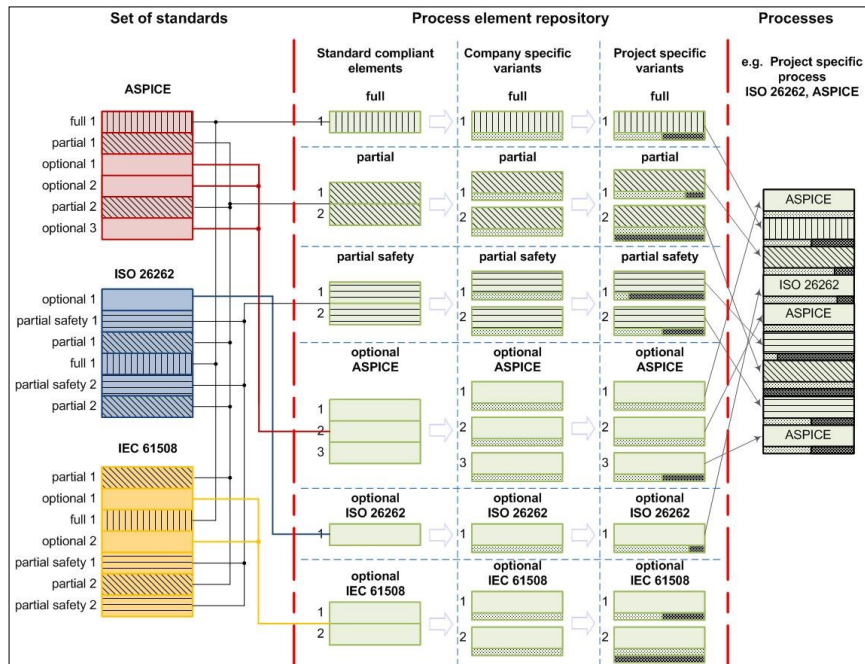 Set of standards
Process element repository
Processes
Standard compliant
elements
Company specific
variants
Project specific
variants
e.g. Project specific
process
ISO 26262, ASPICE
ASPICE
full 1
partial 1
optional 1
optional 2
partial 2
optional 3
ISO 26262
optional 1
partial safety 1
partial 1
full 1
partial safety 2
partial 2
IEC 61508
partial 1
optional 1
full 1
optional 2
partial safety 1
partial 2
partial safety 2
full
full
full
1
1
1
partial
partial
partial
1
2
1
2
1
2
partial safety
partial safety
partial safety
1
2
1
2
1
2
optional
ASPICE
optional
ASPICE
optional
ASPICE
1
2
3
1
2
3
1
2
3
optional
ISO 26262
optional
ISO 26262
optional
ISO 26262
1
1
1
optional
IEC 61508
optional
IEC 61508
optional
IEC 61508
1
2
1
2
1
2
ASPICE
ISO 26262
ASPICE
ASPICE